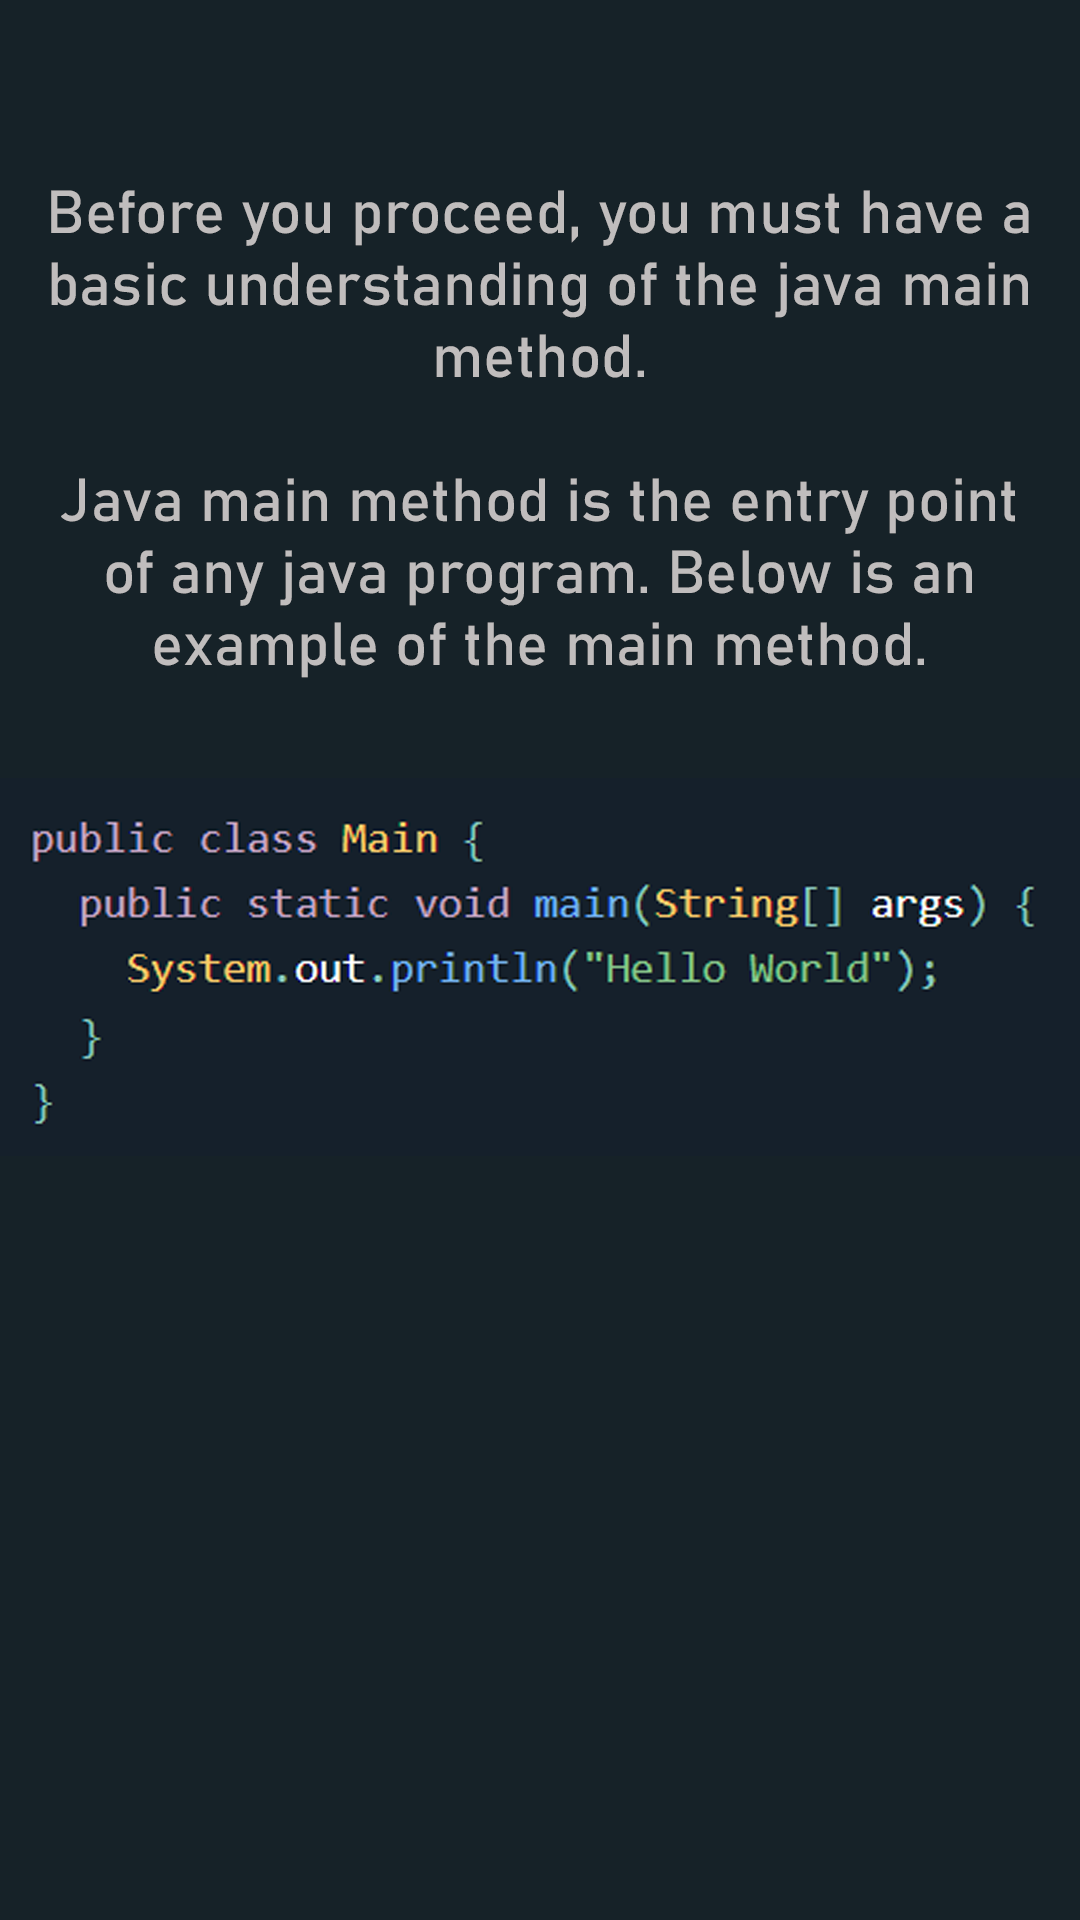 Before you proceed, you must have a
basic understanding of the java main
method.
Java main method is the entry point
of any java program. Below is an
example of the main method.
public class Main {
  public static void main(String[] args) {
    System.out.println("Hello World");
  }
}